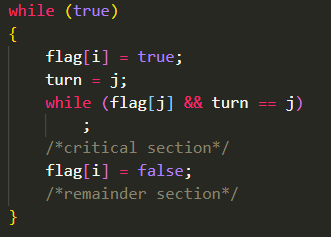 while (true)
{
    flag[i] = true;
    turn = j;
    while (flag[j] && turn == j)
        ;
    /*critical section*/
    flag[i] = false;
    /*remainder section*/
}